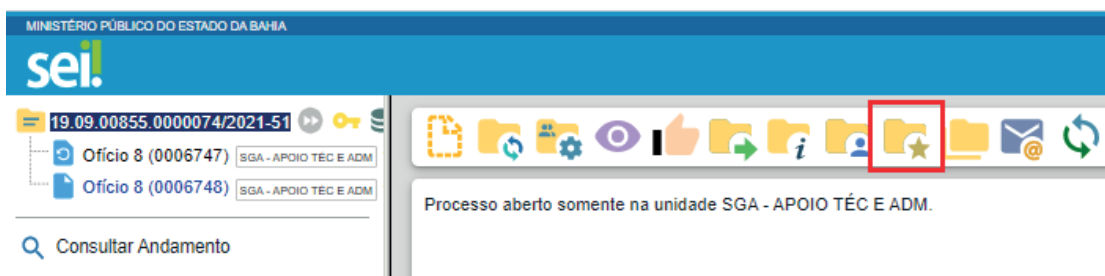 MINISTÉRIO PÚBLICO DO ESTADO DA BAHIA
sei!
19.09.00855.0000074/2021-51
Ofício 8 (0006747) SGA - APOIO TÉC E ADM
Ofício 8 (0006748) SGA - APOIO TÉC E ADM
Consultar Andamento
Processo aberto somente na unidade SGA - APOIO TÉC E ADM.